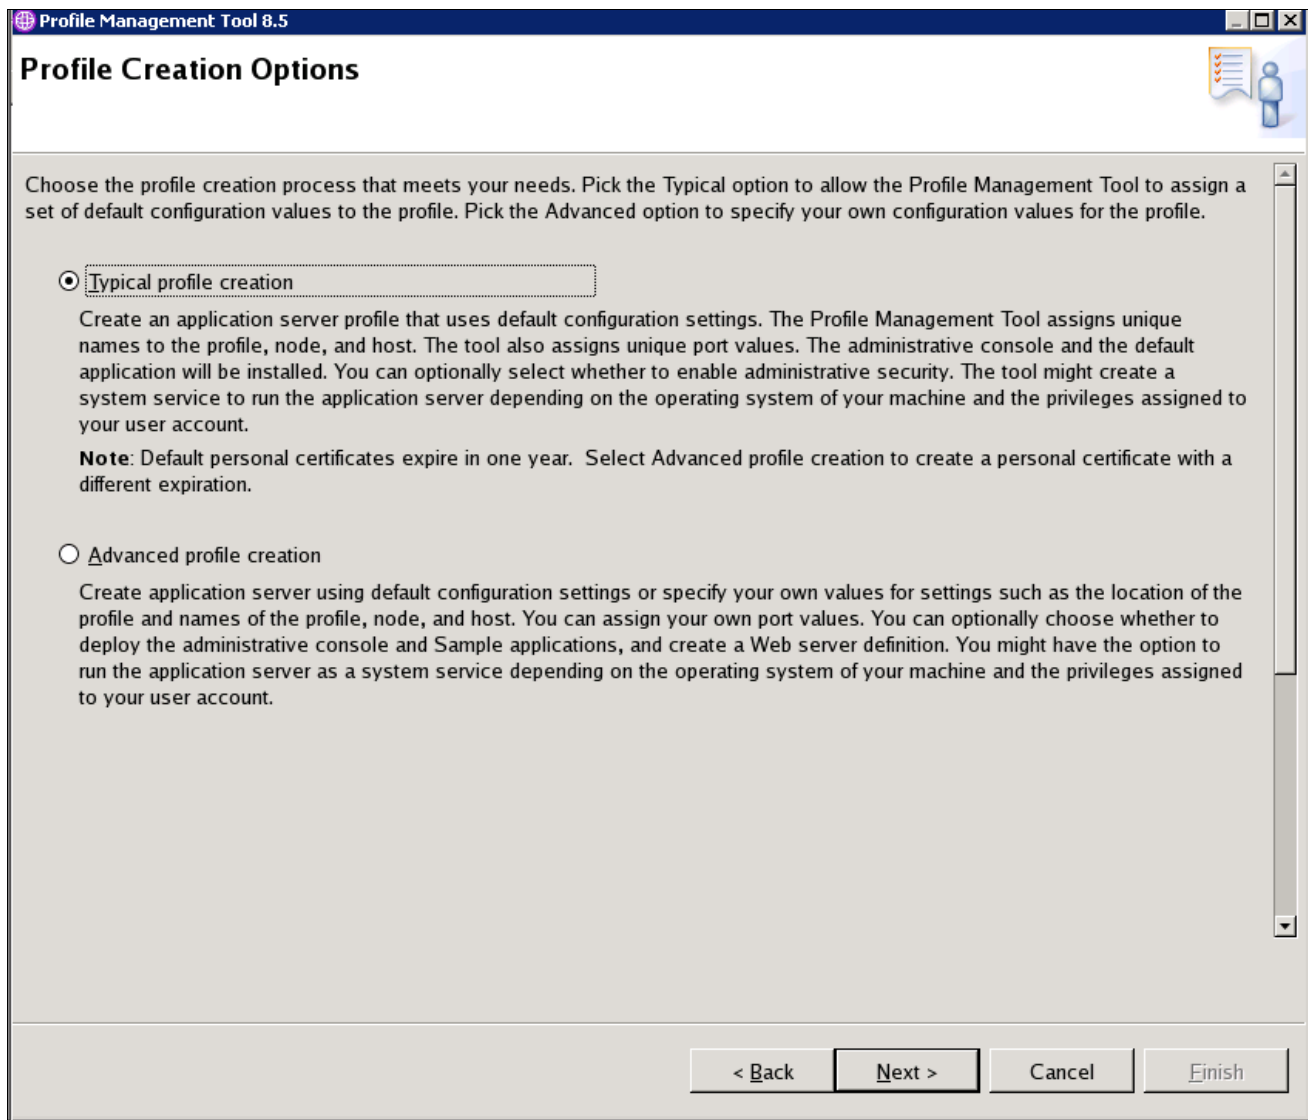 Profile Management Tool 8.5
Profile Creation Options
Choose the profile creation process that meets your needs. Pick the Typical option to allow the Profile Management Tool to assign a
set of default configuration values to the profile. Pick the Advanced option to specify your own configuration values for the profile.
Typical profile creation
Create an application server profile that uses default configuration settings. The Profile Management Tool assigns unique
names to the profile, node, and host. The tool also assigns unique port values. The administrative console and the default
application will be installed. You can optionally select whether to enable administrative security. The tool might create a
system service to run the application server depending on the operating system of your machine and the privileges assigned to
your user account.
Note: Default personal certificates expire in one year.  Select Advanced profile creation to create a personal certificate with a
different expiration.
Advanced profile creation
Create application server using default configuration settings or specify your own values for settings such as the location of the
profile and names of the profile, node, and host. You can assign your own port values. You can optionally choose whether to
deploy the administrative console and Sample applications, and create a Web server definition. You might have the option to
run the application server as a system service depending on the operating system of your machine and the privileges assigned
to your user account.
< Back
Next >
Cancel
Finish